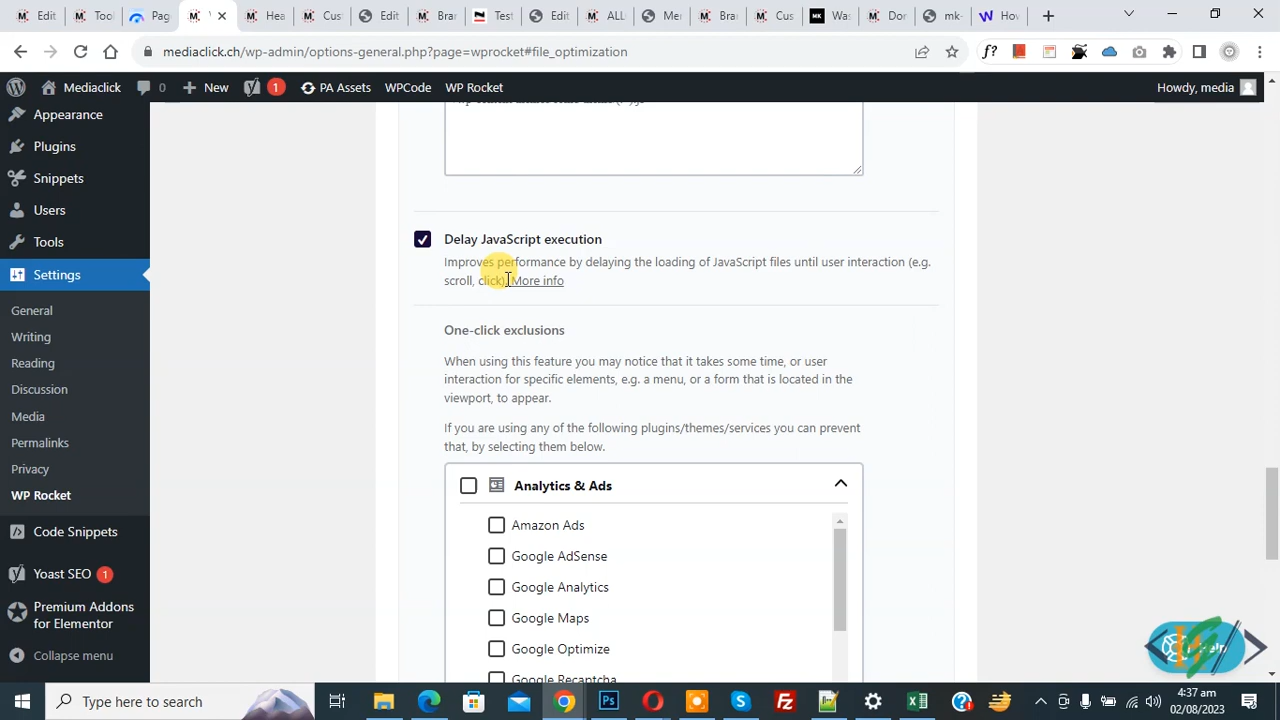 Edit
Too
Pag
Hea
Cus
Edit
Bra
Test
Edit
ALL
Me
Bre
Cus
Wa
Dor
mk-
How
mediaclick.ch/wp-admin/options-general.php?page=wprocket#file_optimization
Mediaclick 0 New 1 PA Assets WPCode WP Rocket Howdy, media
Appearance
Plugins
Snippets
Users
Tools
Settings
General
Writing
Reading
Discussion
Media
Permalinks
Privacy
WP Rocket
Code Snippets
Yoast SEO 1
Premium Addons
for Elementor
Collapse menu
Delay JavaScript execution
Improves performance by delaying the loading of JavaScript files until user interaction (e.g.
scroll, click). More info
One-click exclusions
When using this feature you may notice that it takes some time, or user
interaction for specific elements, e.g. a menu, or a form that is located in the
viewport, to appear.
If you are using any of the following plugins/themes/services you can prevent
that, by selecting them below.
Analytics & Ads
Amazon Ads
Google AdSense
Google Analytics
Google Maps
Google Optimize
Google Recaptcha
Help
Type here to search
4:37 am
02/08/2023